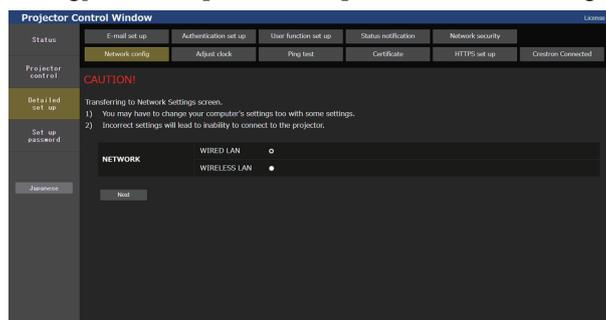 Projector Control Window
License
Status
E-mail set up
Authentication set up
User function set up
Status notification
Network security
Network config
Adjust clock
Ping test
Certificate
HTTPS set up
Crestron Connected
Projector
control
Detailed
set up
Set up
password
Japanese
CAUTION!
Transferring to Network Settings screen.
1) You may have to change your computer's settings too with some settings.
2) Incorrect settings will lead to inability to connect to the projector.
NETWORK
WIRED LAN
WIRELESS LAN
Next